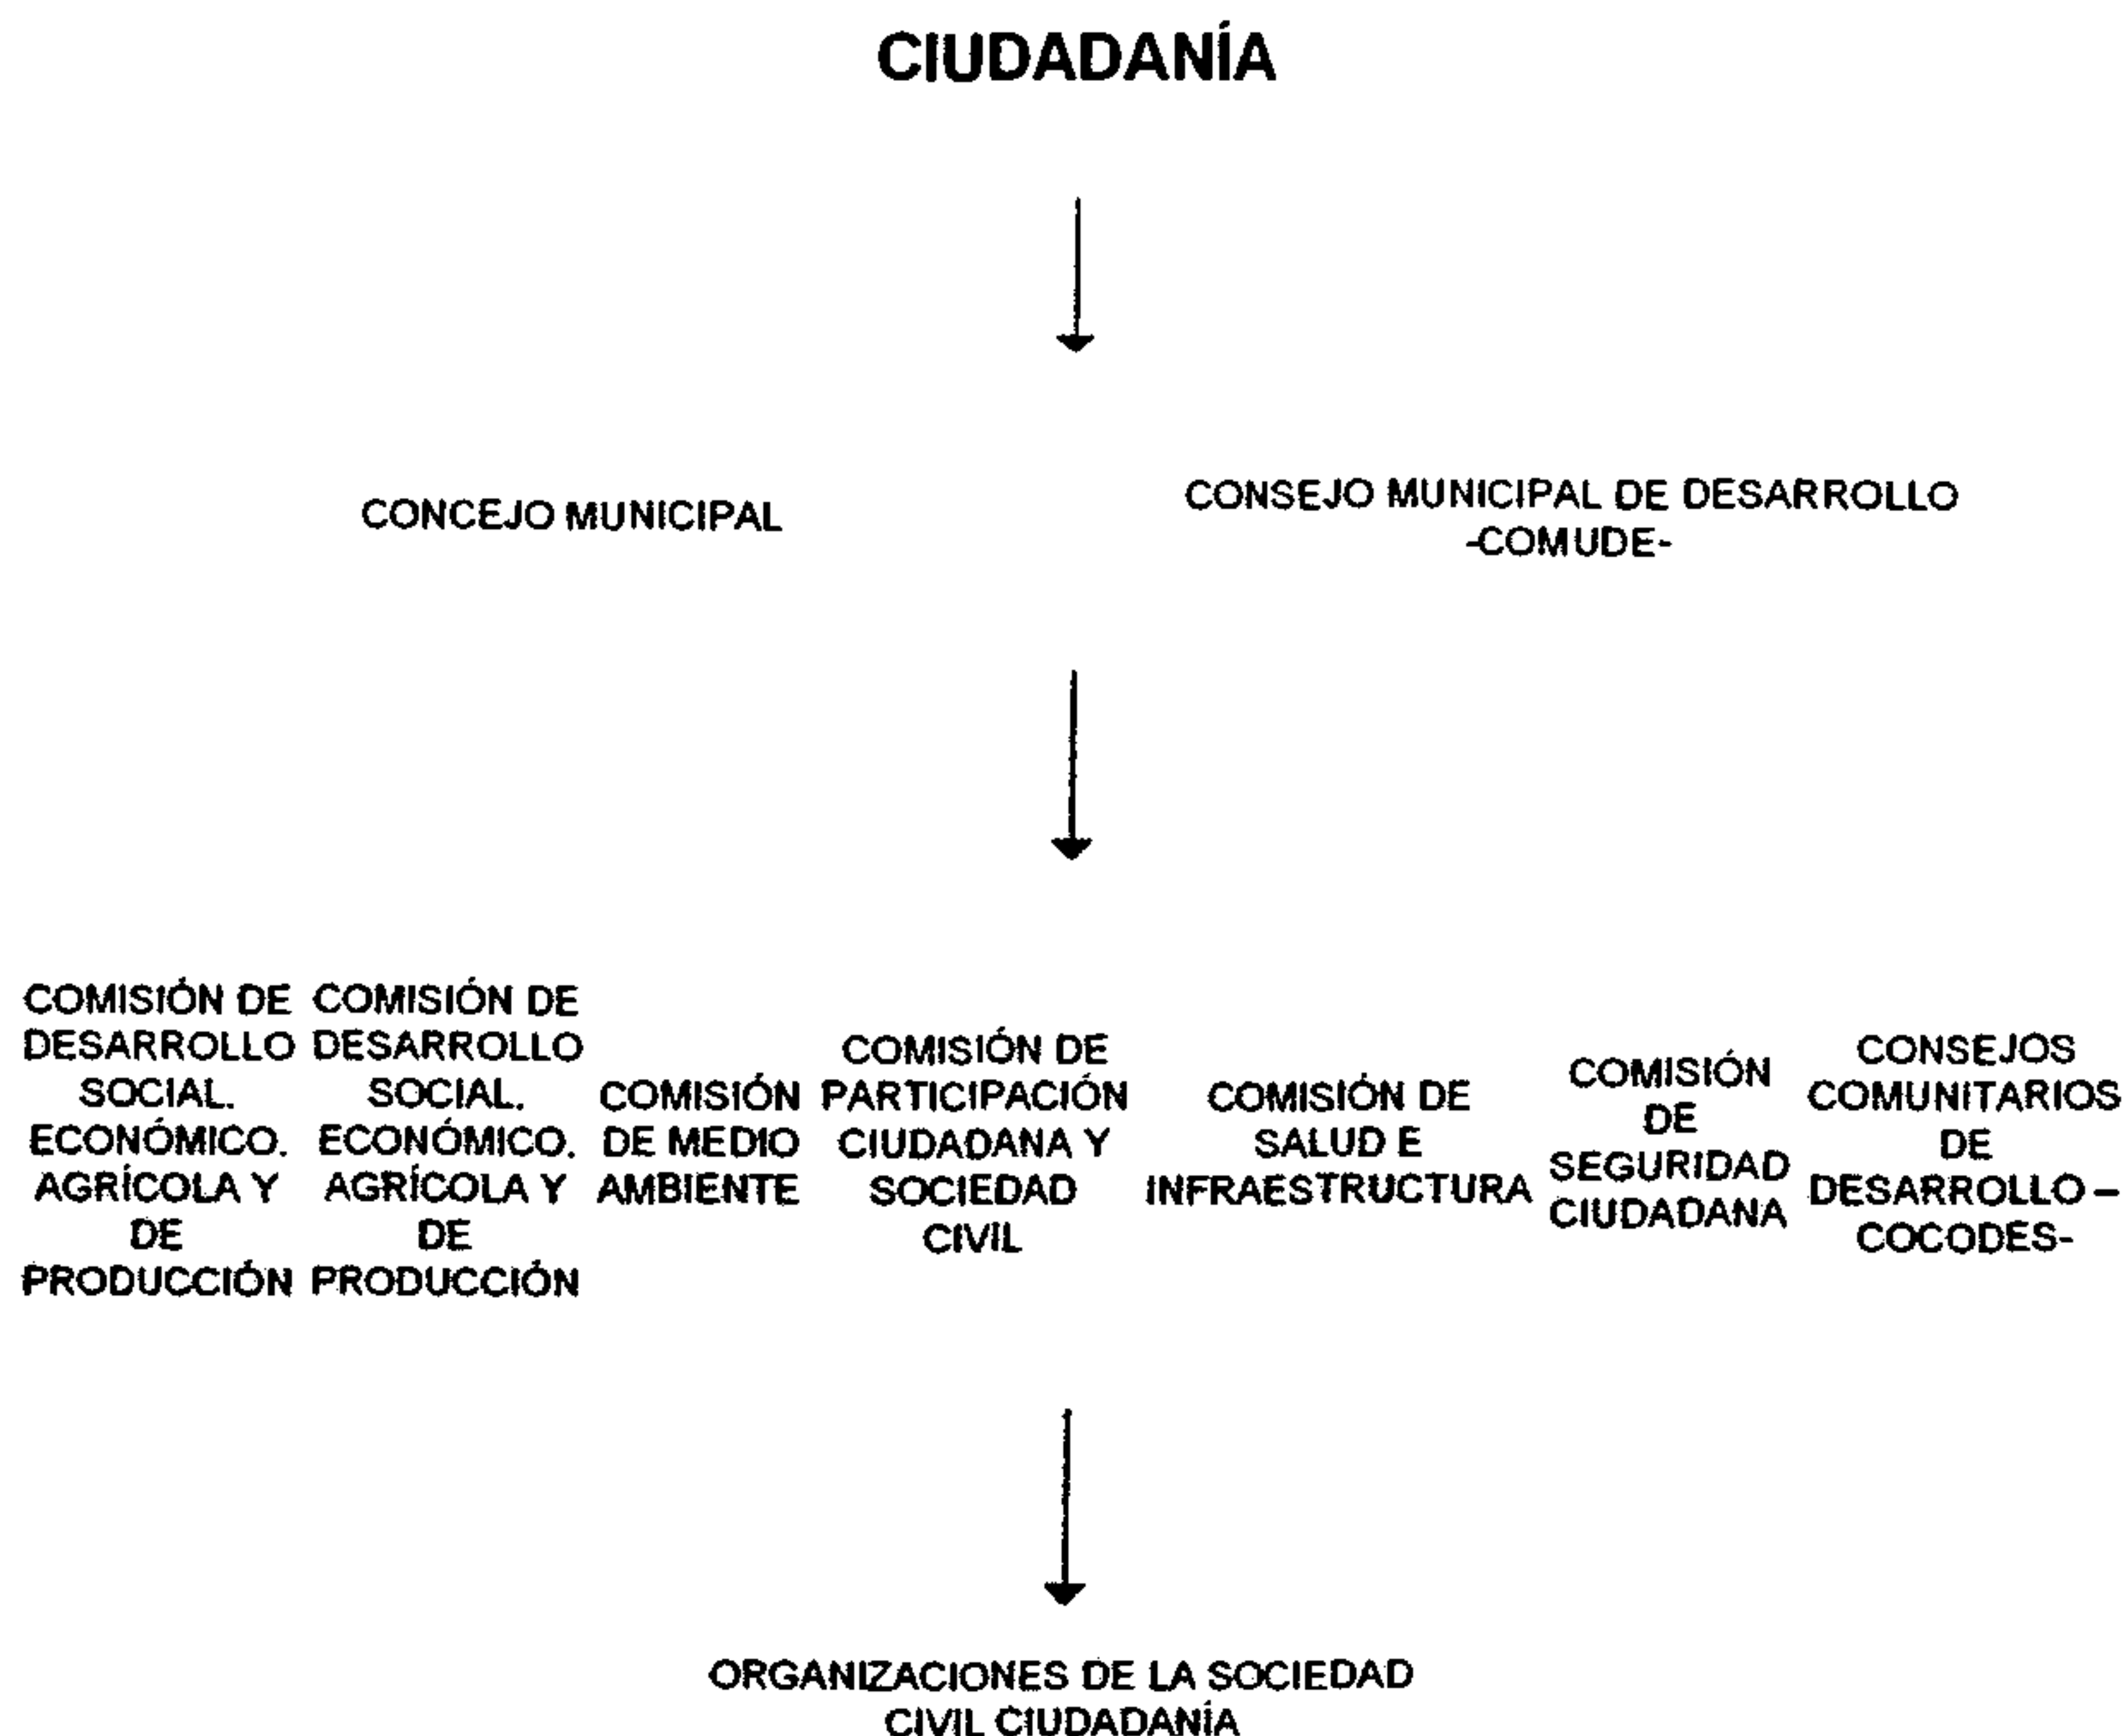 CIUDADANÍA
CONCEJO MUNICIPAL
CONSEJO MUNICIPAL DE DESARROLLO
-COMUDE-
COMISIÓN DE
DESARROLLO
SOCIAL.
ECONÓMICO.
AGRÍCOLA Y
DE
PRODUCCIÓN
COMISIÓN DE
DESARROLLO
SOCIAL.
ECONÓMICO.
AGRÍCOLA Y
DE
PRODUCCIÓN
COMISIÓN
DE MEDIO
AMBIENTE
COMISIÓN DE
PARTICIPACIÓN
CIUDADANA Y
SOCIEDAD
CIVIL
COMISIÓN DE
SALUD E
INFRAESTRUCTURA
COMISIÓN
DE
SEGURIDAD
CIUDADANA
CONSEJOS
COMUNITARIOS
DE
DESARROLLO –
COCODES-
ORGANIZACIONES DE LA SOCIEDAD
CIVIL CIUDADANÍA